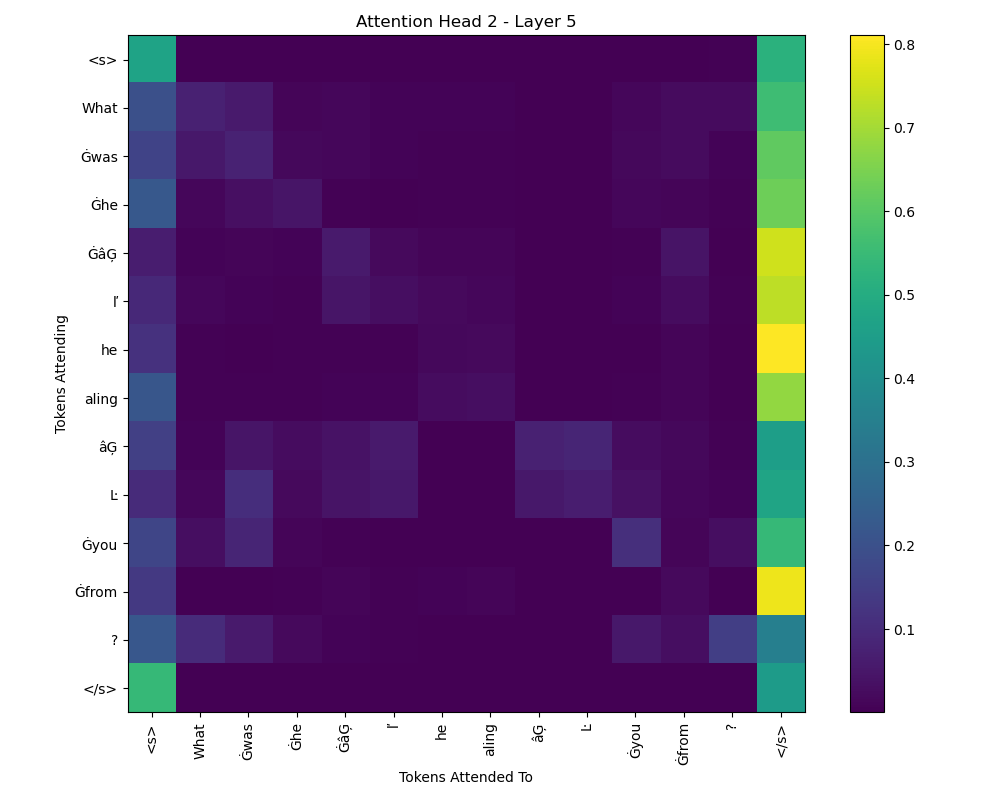 Attention Head 2 - Layer 5
Tokens Attending
<s>
What
Ġwas
Ġhe
ĠâĢ
ľ
he
aling
âĢ
Ŀ
Ġyou
Ġfrom
?
</s>
<s>
What
Ġwas
Ġhe
ĠâĢ
ľ
he
aling
âĢ
Ŀ
Ġyou
Ġfrom
?
</s>
Tokens Attended To
0.8
0.7
0.6
0.5
0.4
0.3
0.2
0.1